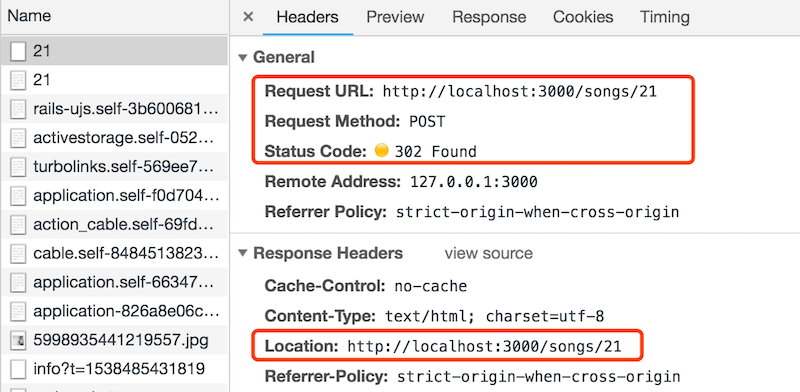 Name
21
21
rails-ujs.self-3b600681...
activestorage.self-052...
turbolinks.self-569ee7...
application.self-f0d704...
action_cable.self-69fd...
cable.self-8484513823...
application.self-66347...
application-826a8e06c...
5998935441219557.jpg
info?t=1538485431819
Headers Preview Response Cookies Timing
General
Request URL: http://localhost:3000/songs/21
Request Method: POST
Status Code: 302 Found
Remote Address: 127.0.0.1:3000
Referrer Policy: strict-origin-when-cross-origin
Response Headers view source
Cache-Control: no-cache
Content-Type: text/html; charset=utf-8
Location: http://localhost:3000/songs/21
Referrer-Policy: strict-origin-when-cross-origin